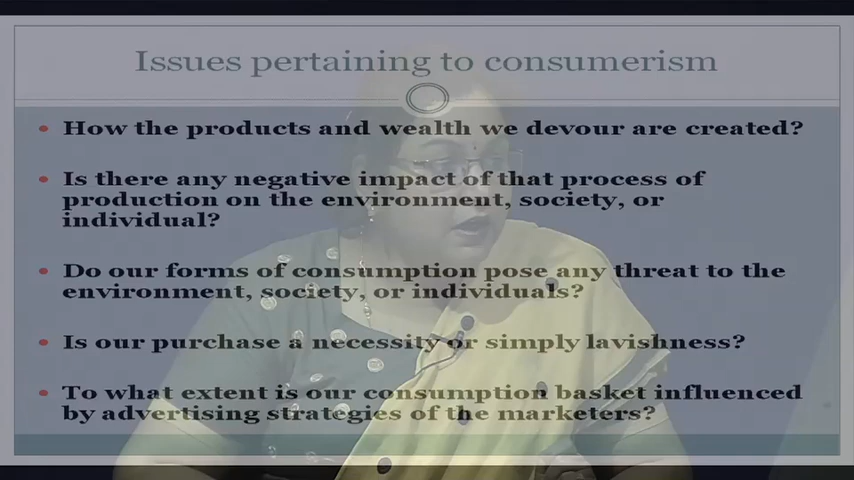 Issues pertaining to consumerism
How the products and wealth we devour are created?
Is there any negative impact of that process of
production on the environment, society, or
individual?
Do our forms of consumption pose any threat to the
environment, society, or individuals?
Is our purchase a necessity or simply lavishness?
To what extent is our consumption basket influenced
by advertising strategies of the marketers?